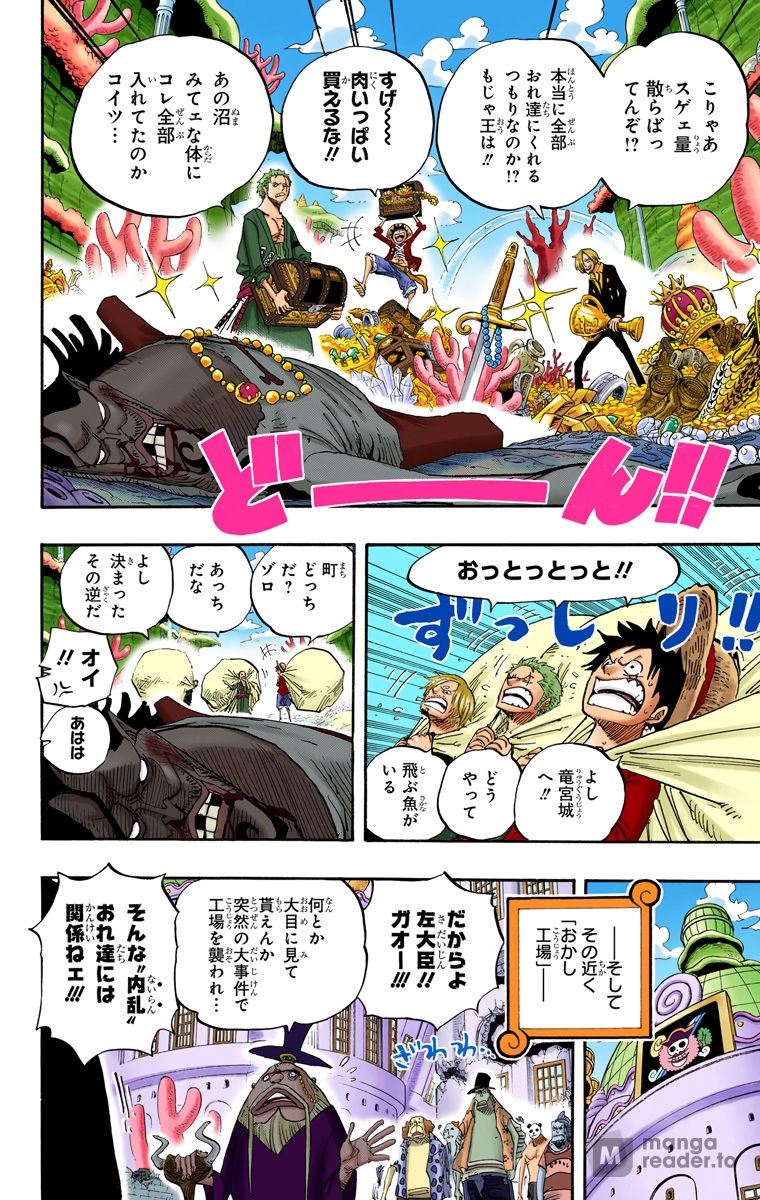 こりゃあ
スゲェ量
散らばっ
てんぞ!?
本当に全部
おれ達にくれる
つもりなのか!?
もじゃ王は!!
すげ〜〜〜
肉いっぱい
買えるな!!
あの沼
みてェな体に
コレ全部
入れてたのか
コイツ…
どーん!!
おっとっとっと!!
ずっしり!!
よし
竜宮城
へ!!
どう
やって
飛ぶ魚が
いる
町
どっち
だ?
ゾロ
あっち
だな
よし
決まった
その逆だ
オイ
!!
あはは
──そして
その近く
「おかし
工場」──
だからよ
左大臣!!
ガオー!!!
何とか
大目に見て
貰えんか
突然の大事件で
工場を襲われ…
ざわわわ…
そんな“内乱”
おれ達には
関係ねェ!!!
manga
reader.to